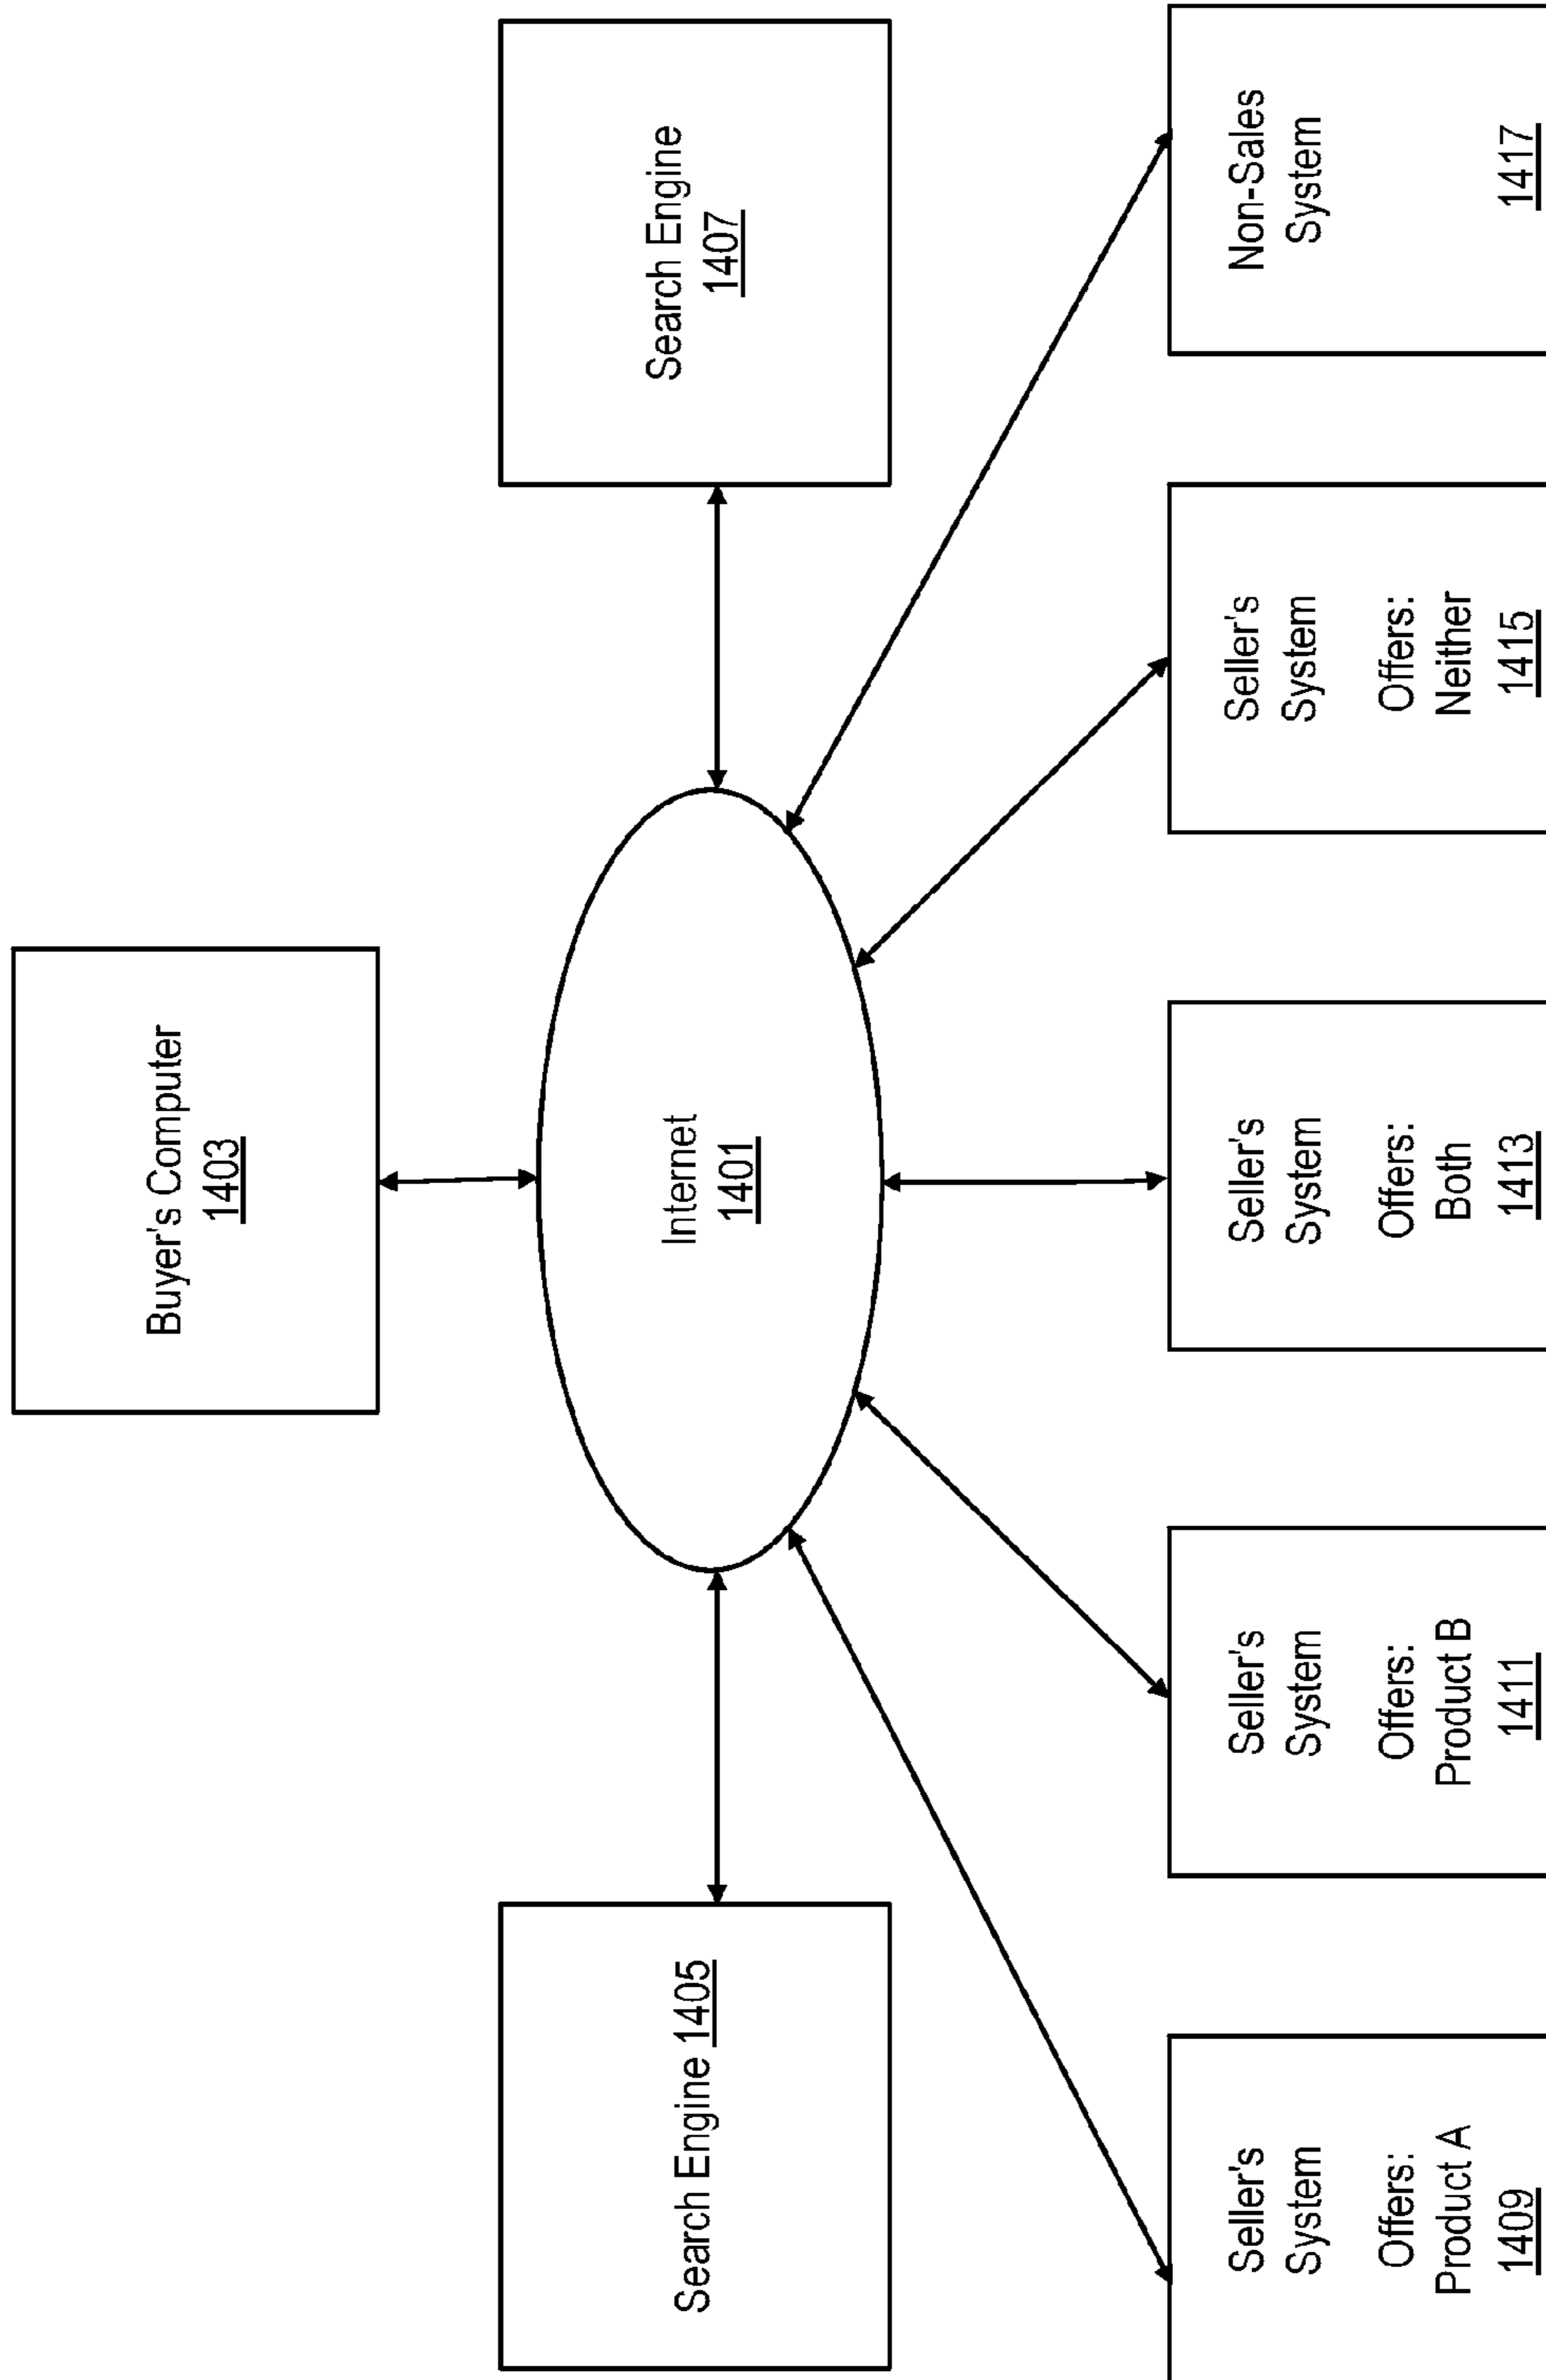 Buyer's Computer
1403
Search Engine 1405
Internet
1401
Search Engine
1407
Seller's
System
Offers:
Product A
1409
Seller's
System
Offers:
Product B
1411
Seller's
System
Offers:
Both
1413
Seller's
System
Offers:
Neither
1415
Non-Sales
System
1417